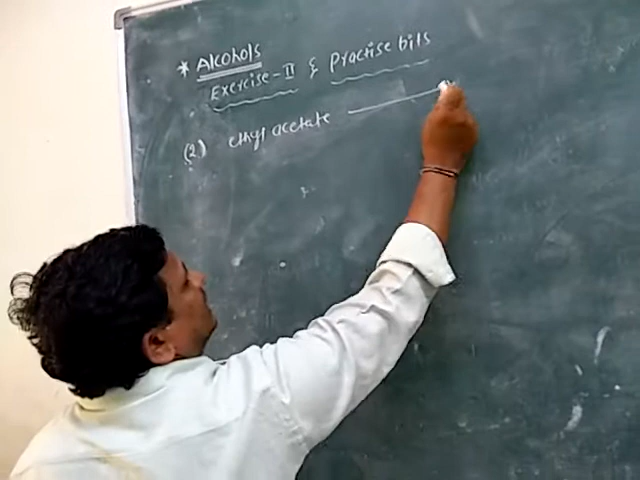 * Alcohols
Exercise-II & Practise bits
(2) ethyl acetate